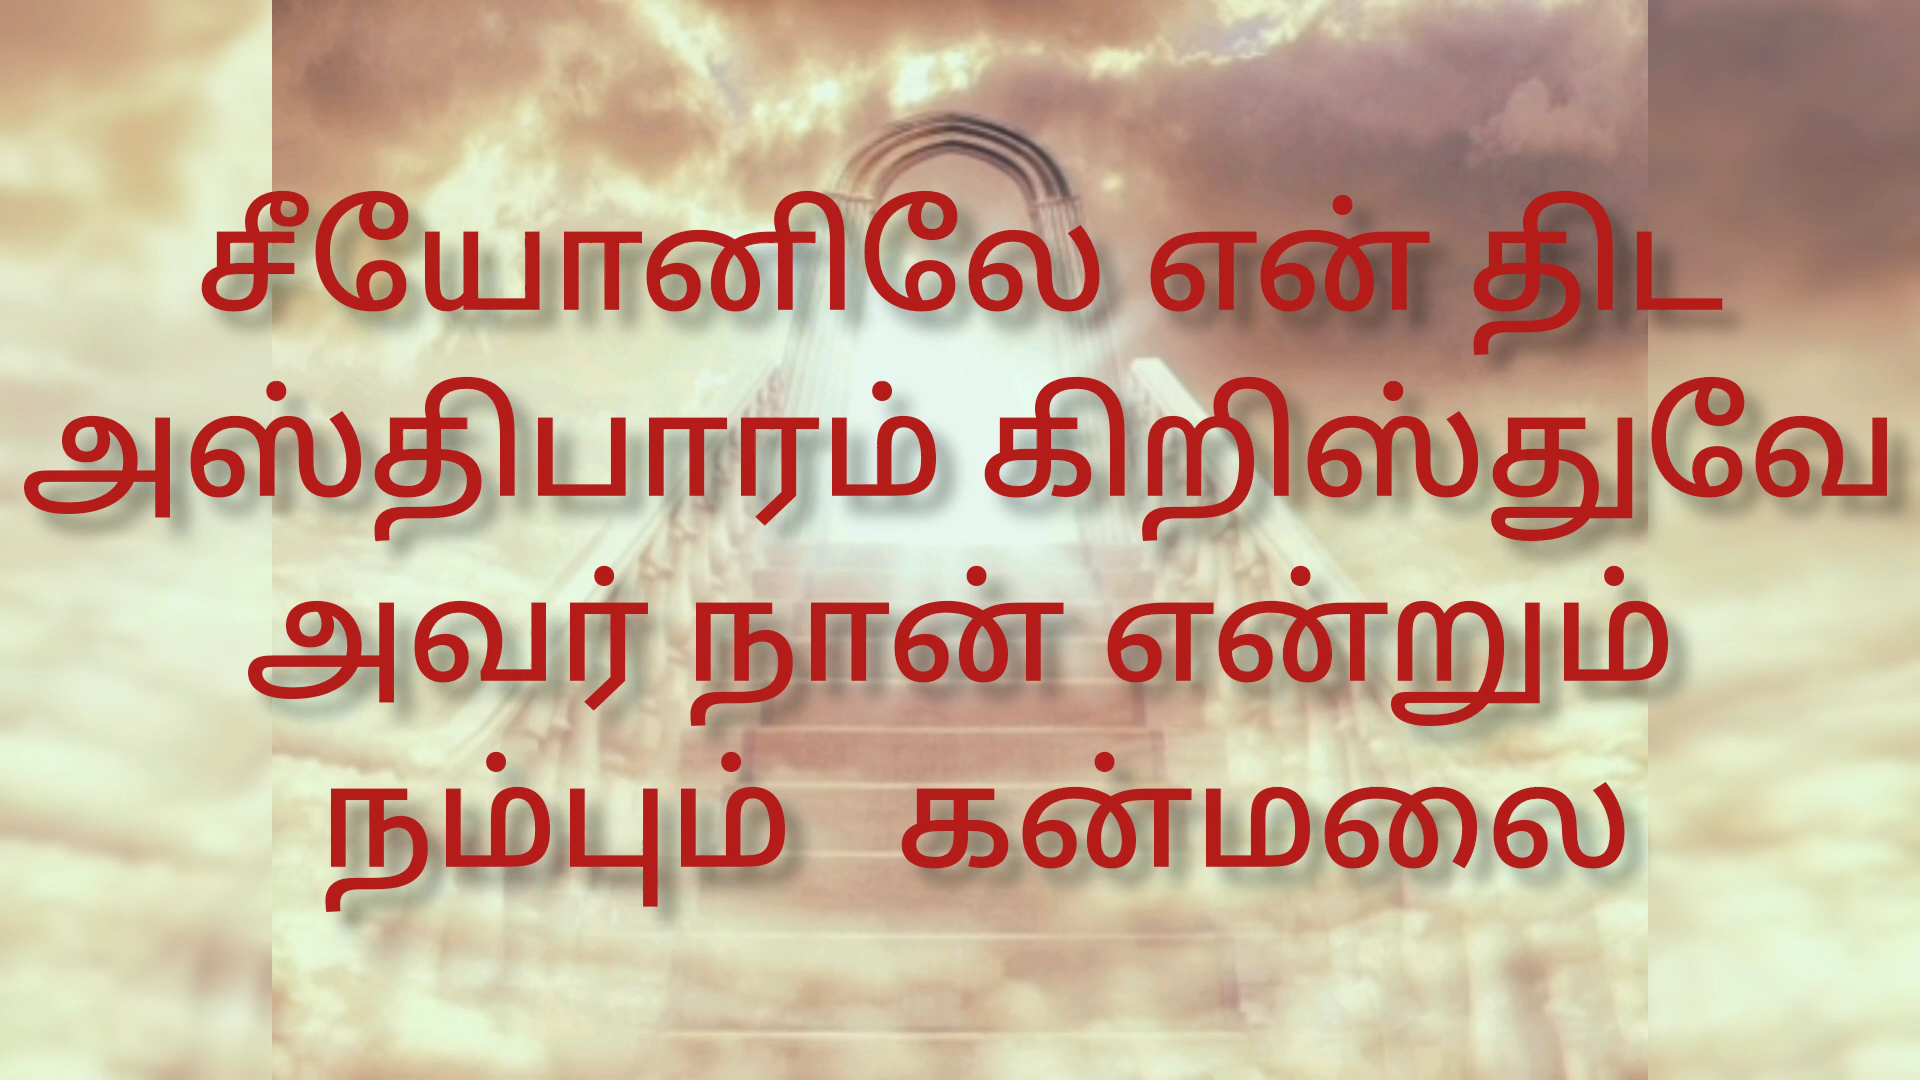 சீயோனிலே என் திட
அஸ்திபாரம் கிறிஸ்துவே
அவர் நான் என்றும்
நம்பும் கன்மலை